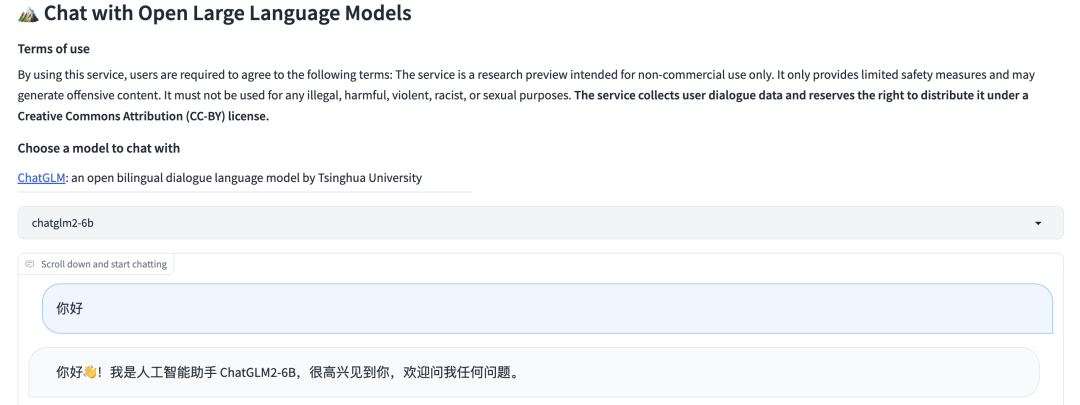 🏔️ Chat with Open Large Language Models
Terms of use
By using this service, users are required to agree to the following terms: The service is a research preview intended for non-commercial use only. It only provides limited safety measures and may
generate offensive content. It must not be used for any illegal, harmful, violent, racist, or sexual purposes. The service collects user dialogue data and reserves the right to distribute it under a
Creative Commons Attribution (CC-BY) license.
Choose a model to chat with
ChatGLM: an open bilingual dialogue language model by Tsinghua University
chatglm2-6b
Scroll down and start chatting
你好
你好👋！我是人工智能助手 ChatGLM2-6B，很高兴见到你，欢迎问我任何问题。